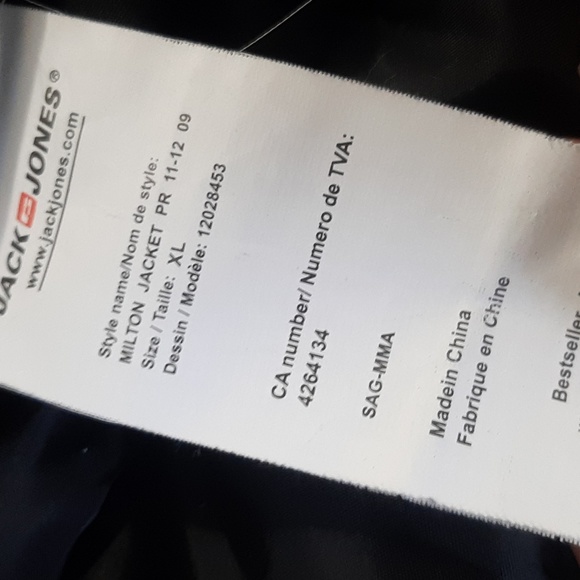 JACK & JONES®
www.jackjones.com
Style name/Nom de style:
MILTON JACKET PR 11-12 09
Size / Taille: XL
Dessin / Modèle: 12028453
CA number/ Numero de TVA:
4264134
SAG-MMA
Madein China
Fabrique en Chine
Bestseller